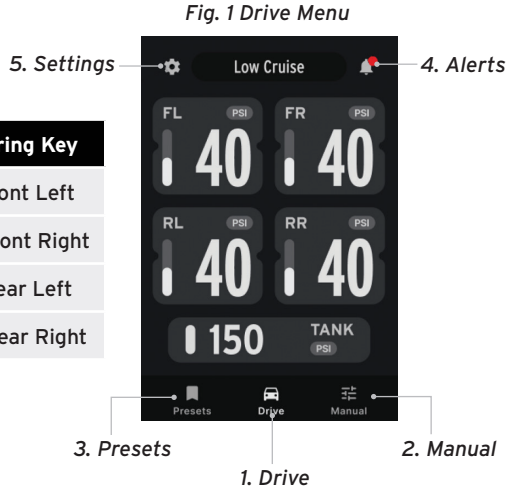 Fig. 1 Drive Menu
5. Settings
Low Cruise
4. Alerts
ring Key
ont Left
ont Right
ear Left
ear Right
FL PSI
40
FR PSI
40
RL PSI
40
RR PSI
40
150 TANK
PSI
Presets
Drive
Manual
3. Presets
2. Manual
1. Drive